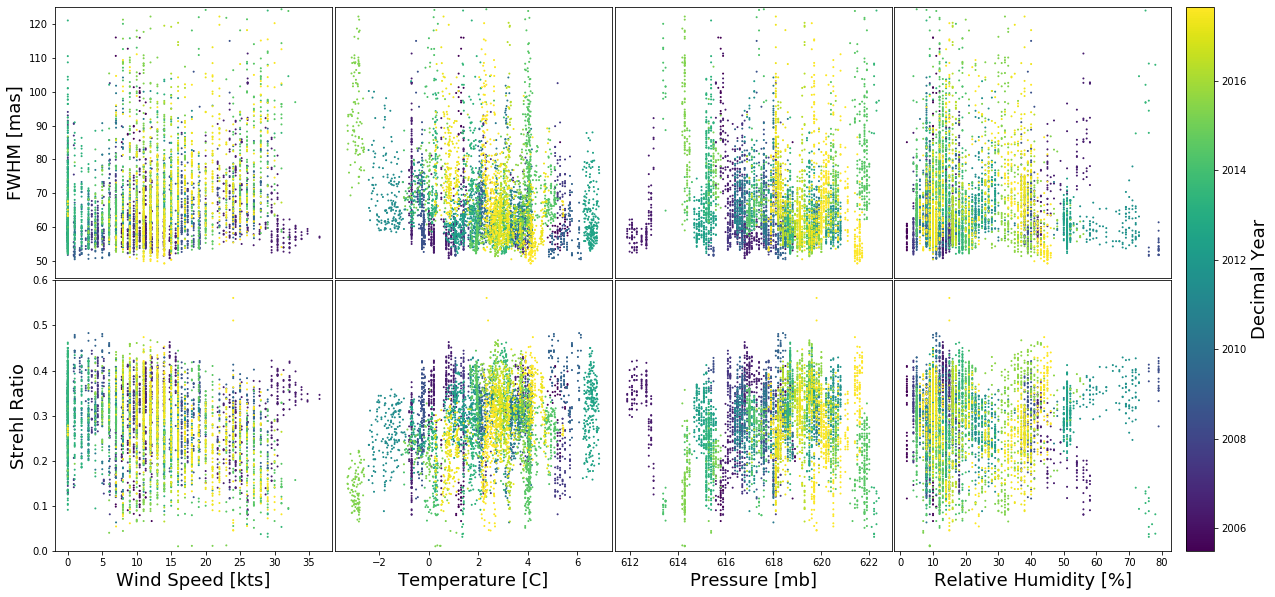 120
110
100
90
80
70
60
50
FWHM [mas]
0.6
0.5
0.4
0.3
0.2
0.1
0.0
Strehl Ratio
0 5 10 15 20 25 30 35
Wind Speed [kts]
−2 0 2 4 6
Temperature [C]
612 614 616 618 620 622
Pressure [mb]
0 10 20 30 40 50 60 70 80
Relative Humidity [%]
2016
2014
2012
2010
2008
2006
Decimal Year